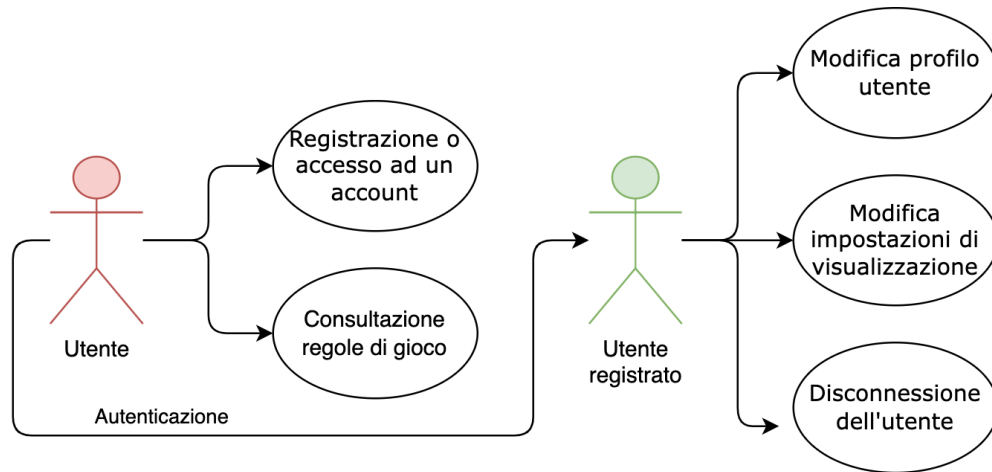 Registrazione o
accesso ad un
account
Utente
Consultazione
regole di gioco
Autenticazione
Utente
registrato
Modifica profilo
utente
Modifica
impostazioni di
visualizzazione
Disconnessione
dell'utente